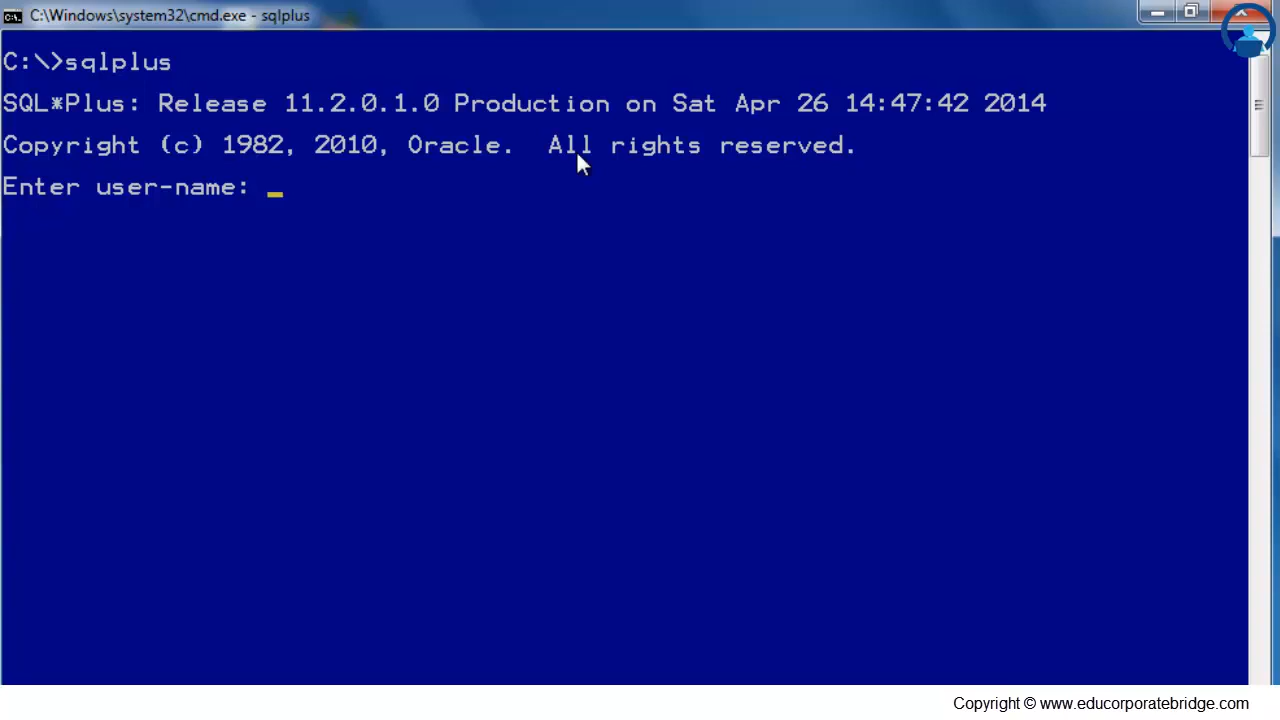 C:\Windows\system32\cmd.exe - sqlplus
C:\>sqlplus
SQL*Plus: Release 11.2.0.1.0 Production on Sat Apr 26 14:47:42 2014
Copyright (c) 1982, 2010, Oracle.  All rights reserved.
Enter user-name: _
Copyright © www.educorporatebridge.com